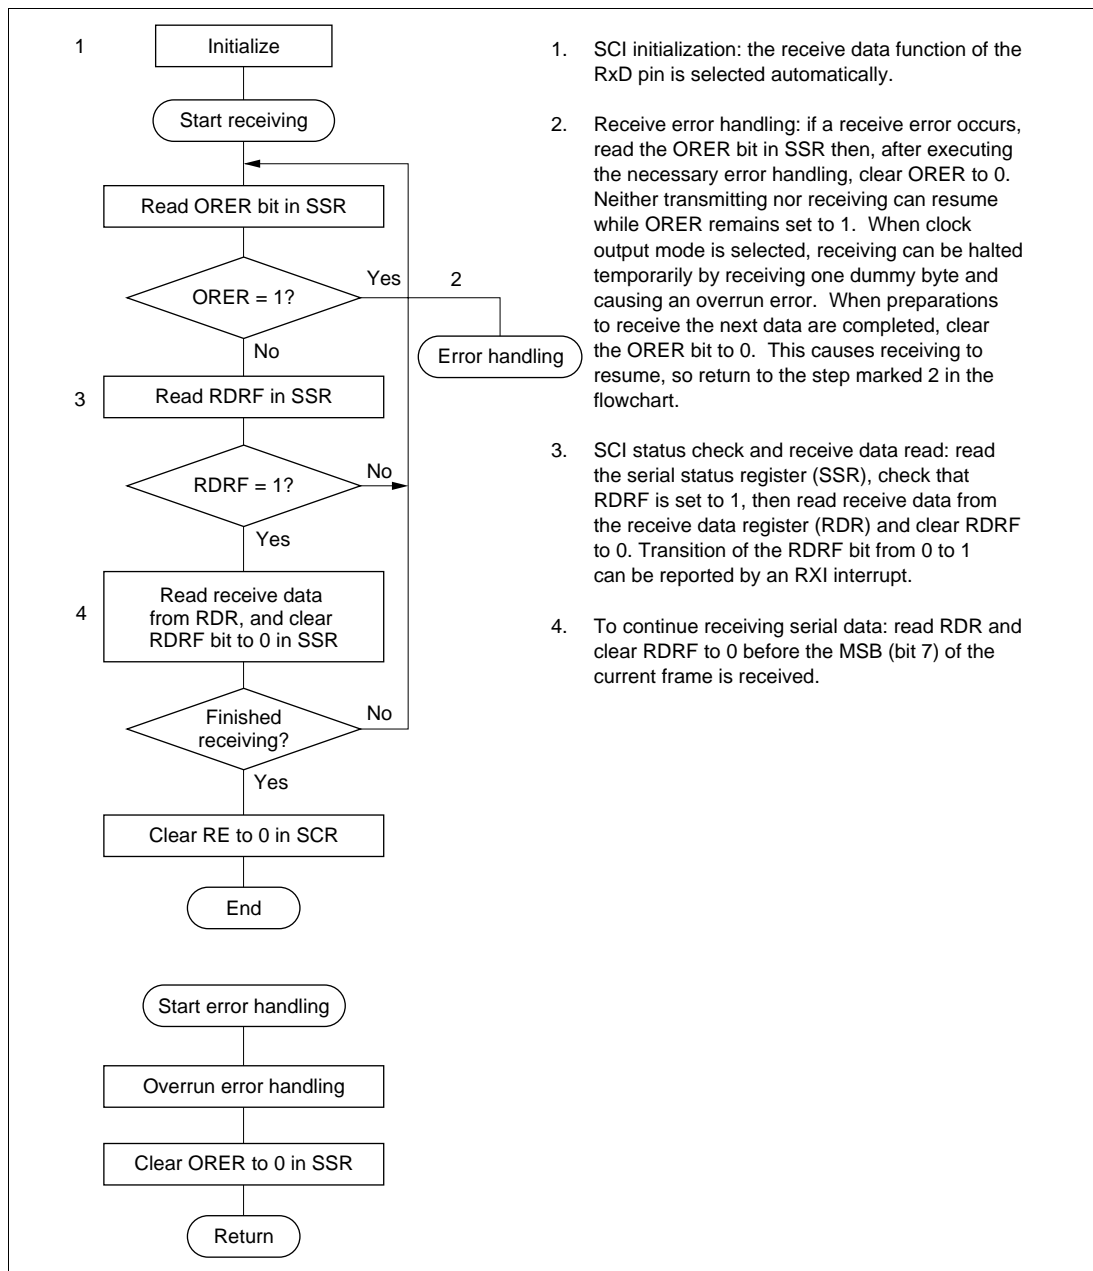 1
Initialize
Start receiving
Read ORER bit in SSR
ORER = 1?
Yes
2
Error handling
No
3
Read RDRF in SSR
RDRF = 1?
No
Yes
4
Read receive data
from RDR, and clear
RDRF bit to 0 in SSR
Finished
receiving?
No
Yes
Clear RE to 0 in SCR
End
Start error handling
Overrun error handling
Clear ORER to 0 in SSR
Return
1. SCI initialization: the receive data function of the
RxD pin is selected automatically.
2. Receive error handling: if a receive error occurs,
read the ORER bit in SSR then, after executing
the necessary error handling, clear ORER to 0.
Neither transmitting nor receiving can resume
while ORER remains set to 1. When clock
output mode is selected, receiving can be halted
temporarily by receiving one dummy byte and
causing an overrun error. When preparations
to receive the next data are completed, clear
the ORER bit to 0. This causes receiving to
resume, so return to the step marked 2 in the
flowchart.
3. SCI status check and receive data read: read
the serial status register (SSR), check that
RDRF is set to 1, then read receive data from
the receive data register (RDR) and clear RDRF
to 0. Transition of the RDRF bit from 0 to 1
can be reported by an RXI interrupt.
4. To continue receiving serial data: read RDR and
clear RDRF to 0 before the MSB (bit 7) of the
current frame is received.